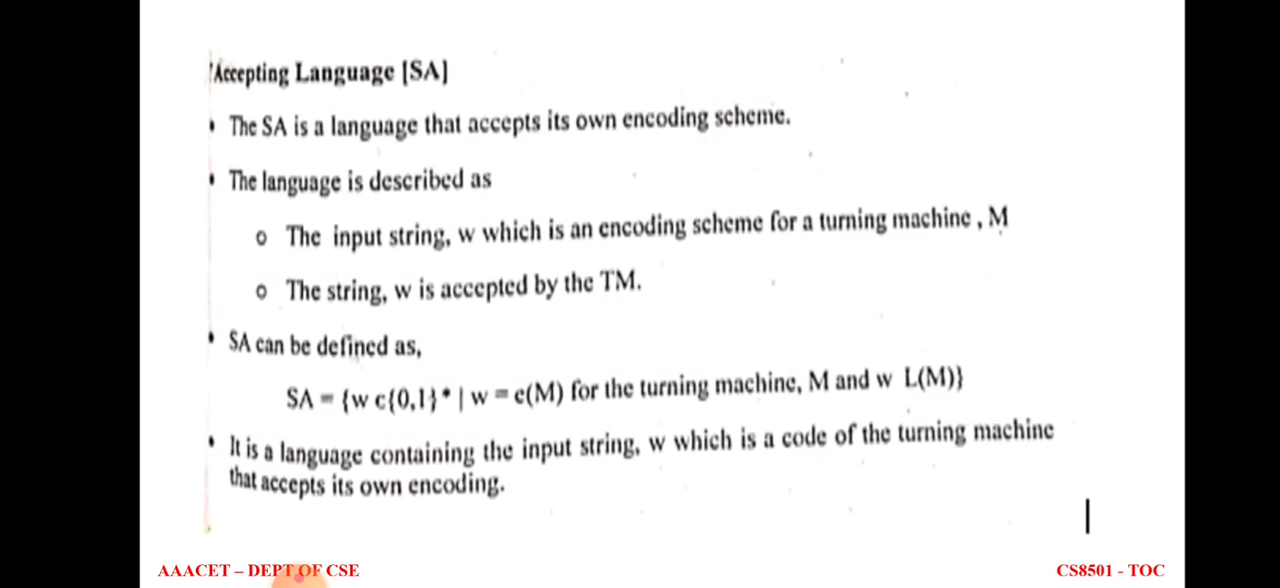 'Accepting Language [SA]
• The SA is a language that accepts its own encoding scheme.
• The language is described as
o The input string, w which is an encoding scheme for a turning machine , M
o The string, w is accepted by the TM.
• SA can be defined as,
SA = {w c{0,1}* | w = e(M) for the turning machine, M and w L(M)}
• It is a language containing the input string, w which is a code of the turning machine
that accepts its own encoding.
AAACET – DEPT OF CSE
CS8501 - TOC